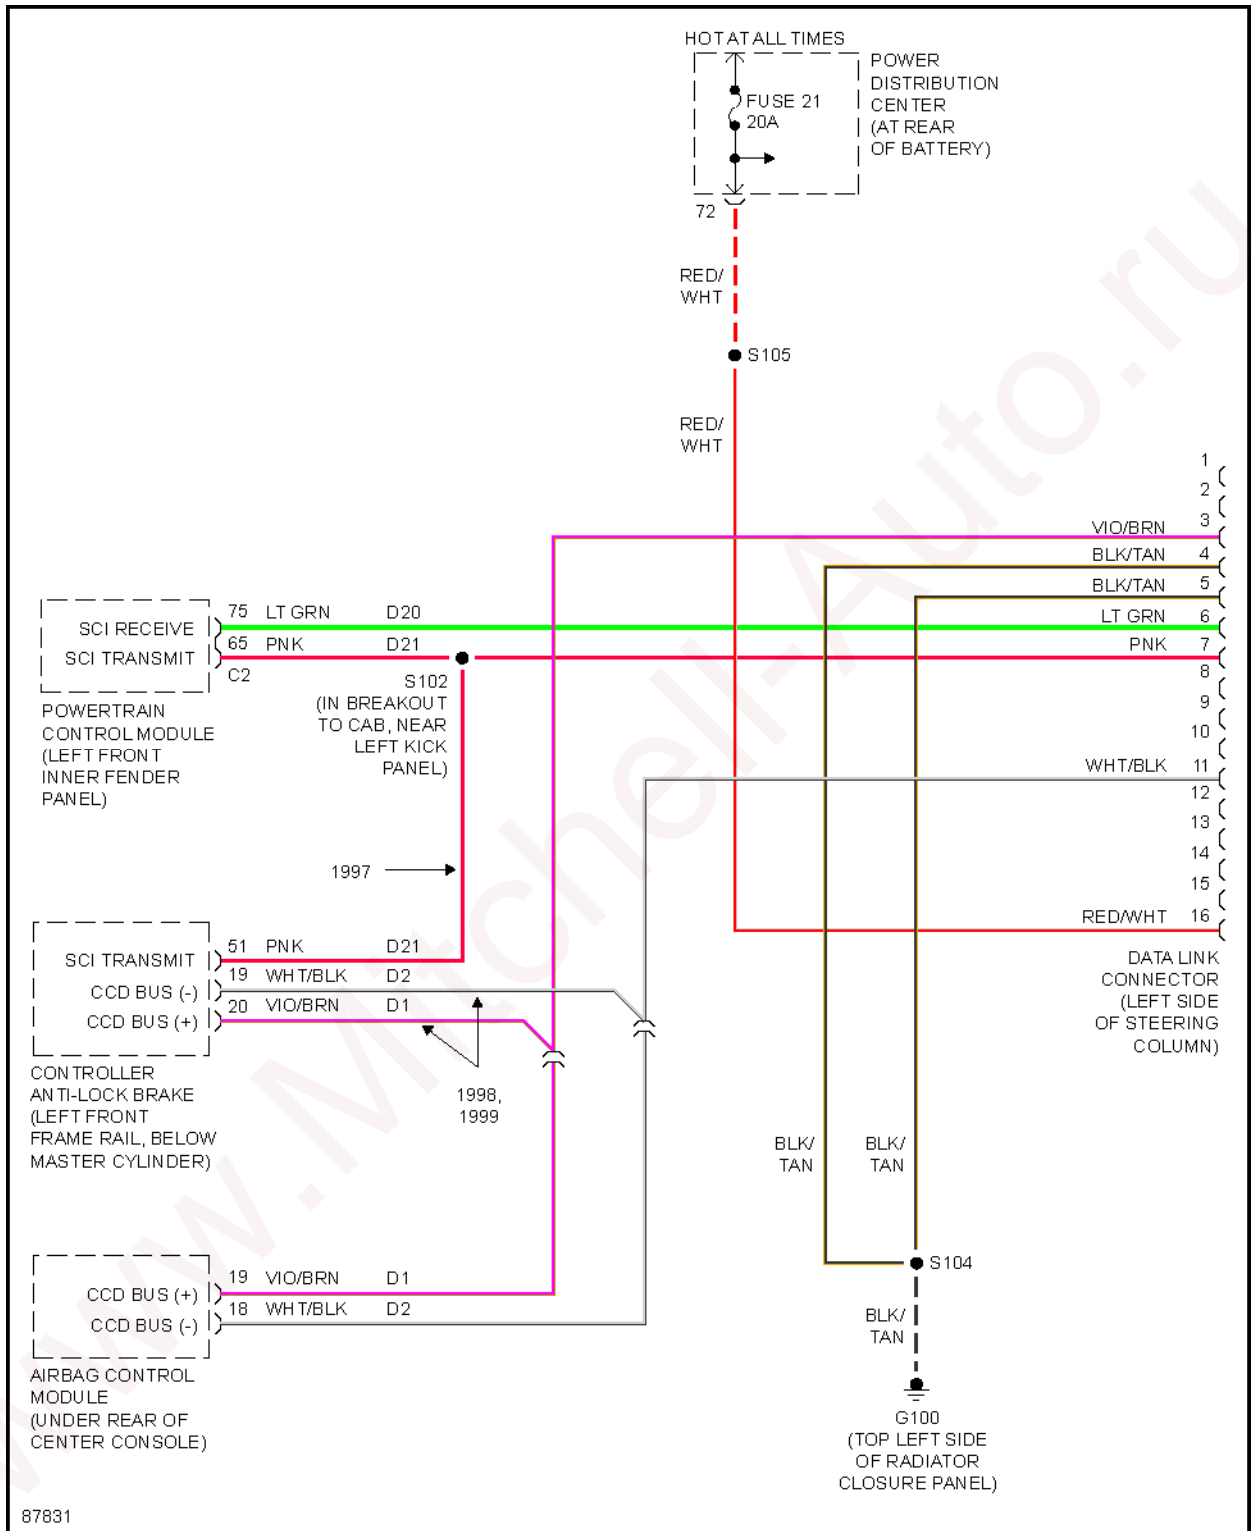 HOT AT ALL TIMES
POWER
DISTRIBUTION
CENTER
(AT REAR
OF BATTERY)
FUSE 21
20A
72
RED/
WHT
S105
RED/
WHT
1
2
3
VIO/BRN
4
BLK/TAN
5
BLK/TAN
6
LT GRN
7
PNK
8
9
10
11
WHT/BLK
12
13
14
15
16
RED/WHT
DATA LINK
CONNECTOR
(LEFT SIDE
OF STEERING
COLUMN)
SCI RECEIVE
75 LT GRN D20
SCI TRANSMIT
65 PNK D21
C2
POWERTRAIN
CONTROL MODULE
(LEFT FRONT
INNER FENDER
PANEL)
S102
(IN BREAKOUT
TO CAB, NEAR
LEFT KICK
PANEL)
1997
SCI TRANSMIT
51 PNK D21
CCD BUS (-)
19 WHT/BLK D2
CCD BUS (+)
20 VIO/BRN D1
CONTROLLER
ANTI-LOCK BRAKE
(LEFT FRONT
FRAME RAIL, BELOW
MASTER CYLINDER)
1998,
1999
BLK/
TAN
BLK/
TAN
CCD BUS (+)
19 VIO/BRN D1
CCD BUS (-)
18 WHT/BLK D2
AIRBAG CONTROL
MODULE
(UNDER REAR OF
CENTER CONSOLE)
S104
BLK/
TAN
G100
(TOP LEFT SIDE
OF RADIATOR
CLOSURE PANEL)
87831
www.Mitchell-Auto.ru